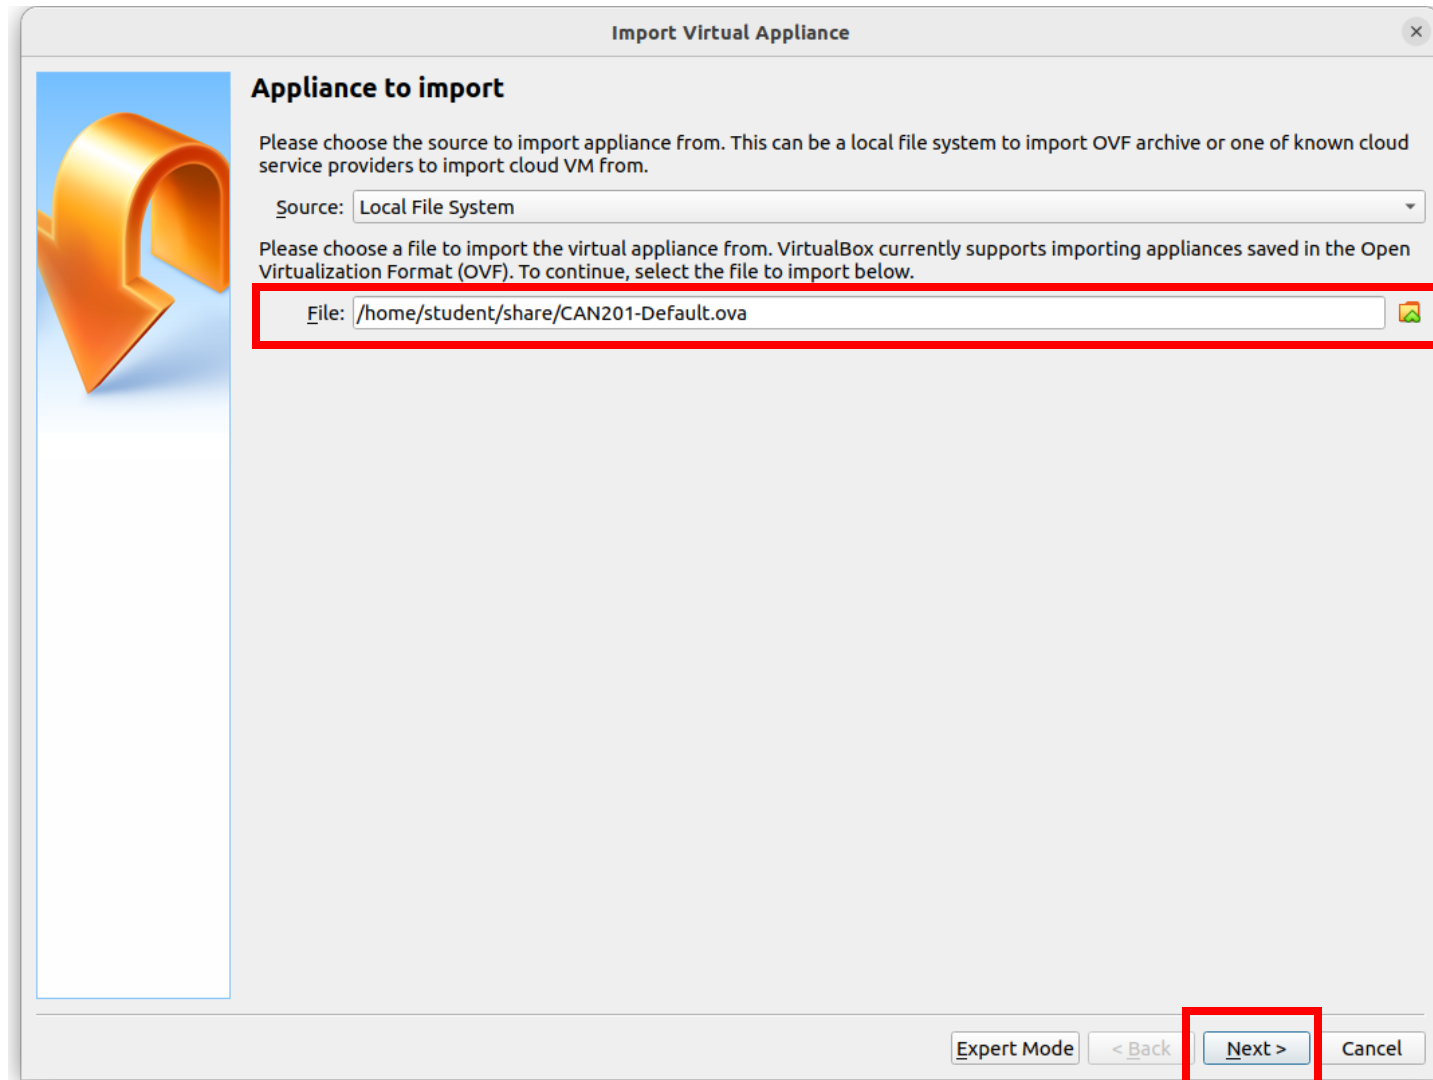 Import Virtual Appliance
Appliance to import
Please choose the source to import appliance from. This can be a local file system to import OVF archive or one of known cloud
service providers to import cloud VM from.
Source: Local File System
Please choose a file to import the virtual appliance from. VirtualBox currently supports importing appliances saved in the Open
Virtualization Format (OVF). To continue, select the file to import below.
File: /home/student/share/CAN201-Default.ova
Expert Mode < Back Next > Cancel